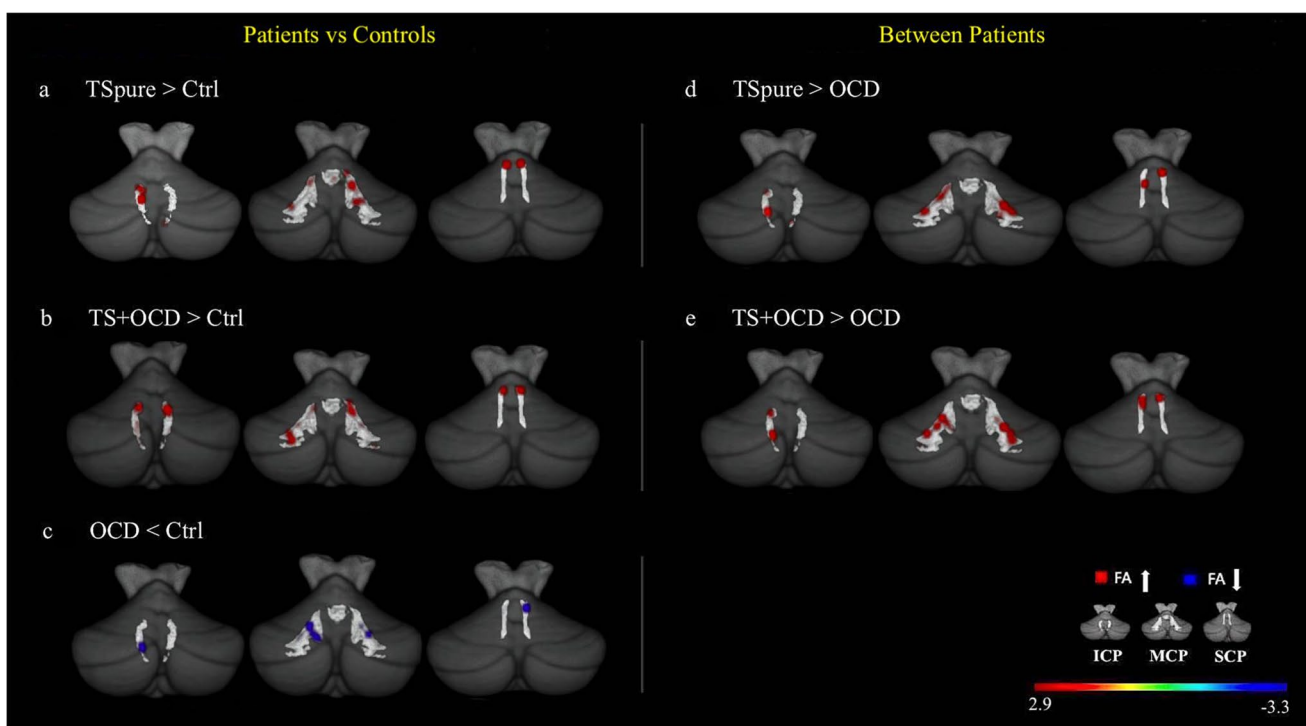 Patients vs Controls
Between Patients
a TSpure > Ctrl
d TSpure > OCD
b TS+OCD > Ctrl
e TS+OCD > OCD
c OCD < Ctrl
FA FA
ICP MCP SCP
2.9 -3.3